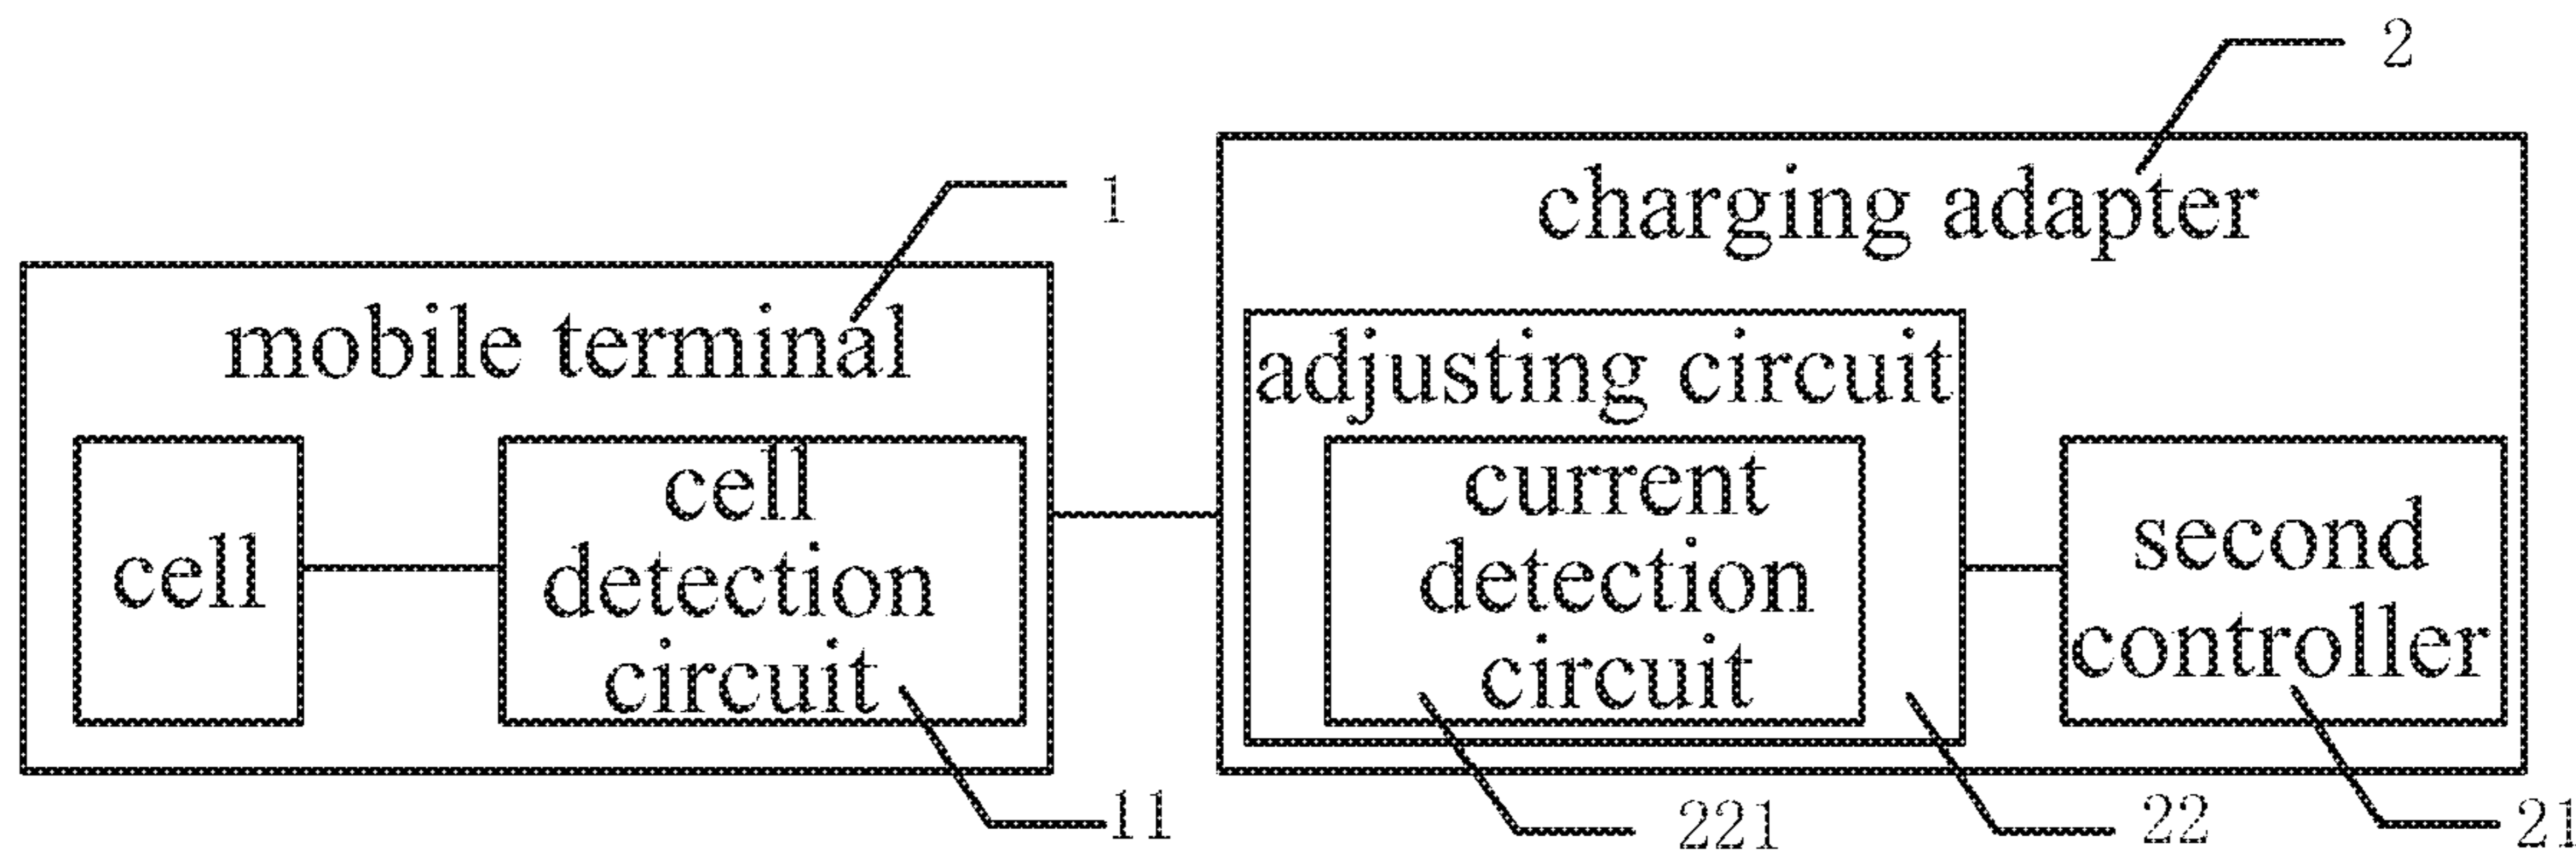 2
charging adapter
1
mobile terminal
adjusting circuit
cell
cell
detection
circuit
current
detection
circuit
second
controller
11
221
22
21